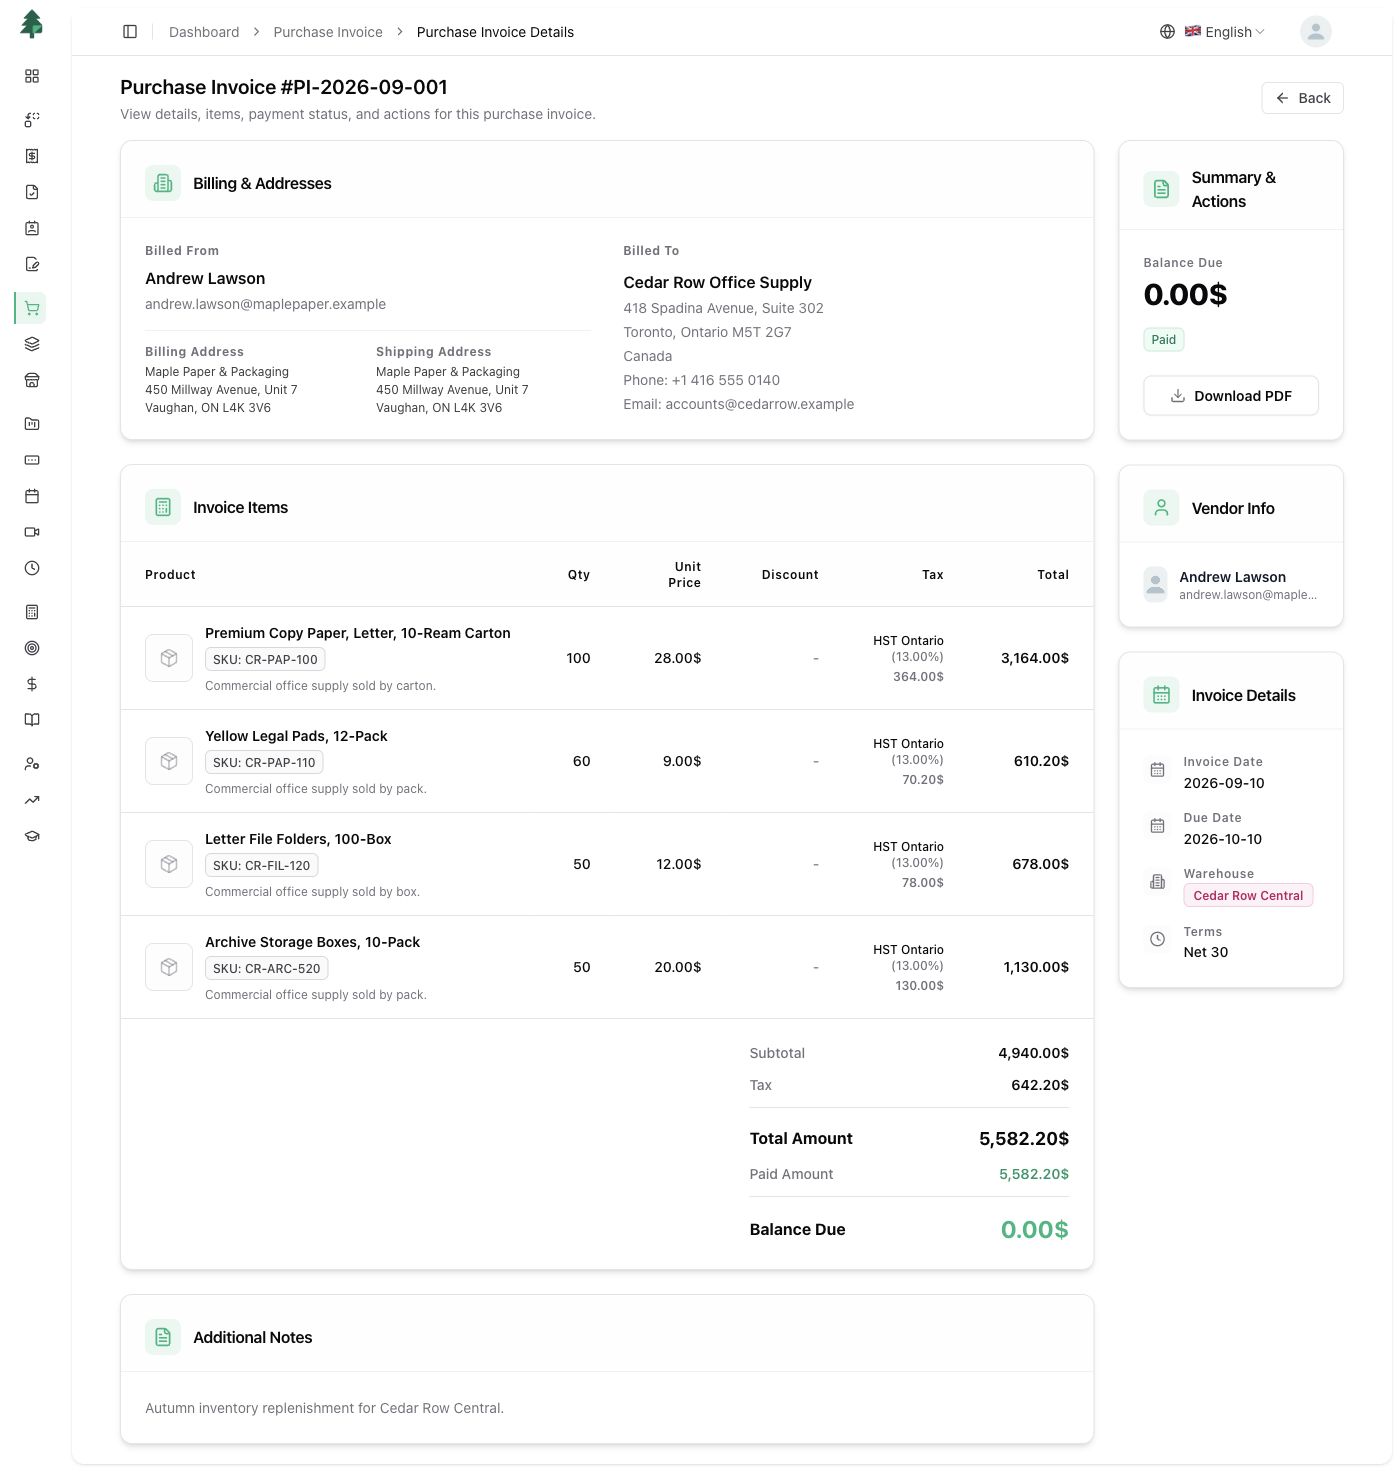 Dashboard > Purchase Invoice > Purchase Invoice Details
English
Purchase Invoice #PI-2026-09-001
View details, items, payment status, and actions for this purchase invoice.
Back
Billing & Addresses
Billed From
Andrew Lawson
andrew.lawson@maplepaper.example
Billing Address
Maple Paper & Packaging
450 Millway Avenue, Unit 7
Vaughan, ON L4K 3V6
Shipping Address
Maple Paper & Packaging
450 Millway Avenue, Unit 7
Vaughan, ON L4K 3V6
Billed To
Cedar Row Office Supply
418 Spadina Avenue, Suite 302
Toronto, Ontario M5T 2G7
Canada
Phone: +1 416 555 0140
Email: accounts@cedarrow.example
Summary &
Actions
Balance Due
0.00$
Paid
Download PDF
Invoice Items
Product Qty Unit Price Discount Tax Total
Premium Copy Paper, Letter, 10-Ream Carton
SKU: CR-PAP-100
Commercial office supply sold by carton.
100 28.00$ - HST Ontario
(13.00%)
364.00$
3,164.00$
Yellow Legal Pads, 12-Pack
SKU: CR-PAP-110
Commercial office supply sold by pack.
60 9.00$ - HST Ontario
(13.00%)
70.20$
610.20$
Letter File Folders, 100-Box
SKU: CR-FIL-120
Commercial office supply sold by box.
50 12.00$ - HST Ontario
(13.00%)
78.00$
678.00$
Archive Storage Boxes, 10-Pack
SKU: CR-ARC-520
Commercial office supply sold by pack.
50 20.00$ - HST Ontario
(13.00%)
130.00$
1,130.00$
Subtotal 4,940.00$
Tax 642.20$
Total Amount 5,582.20$
Paid Amount 5,582.20$
Balance Due 0.00$
Vendor Info
Andrew Lawson
andrew.lawson@maple...
Invoice Details
Invoice Date
2026-09-10
Due Date
2026-10-10
Warehouse
Cedar Row Central
Terms
Net 30
Additional Notes
Autumn inventory replenishment for Cedar Row Central.